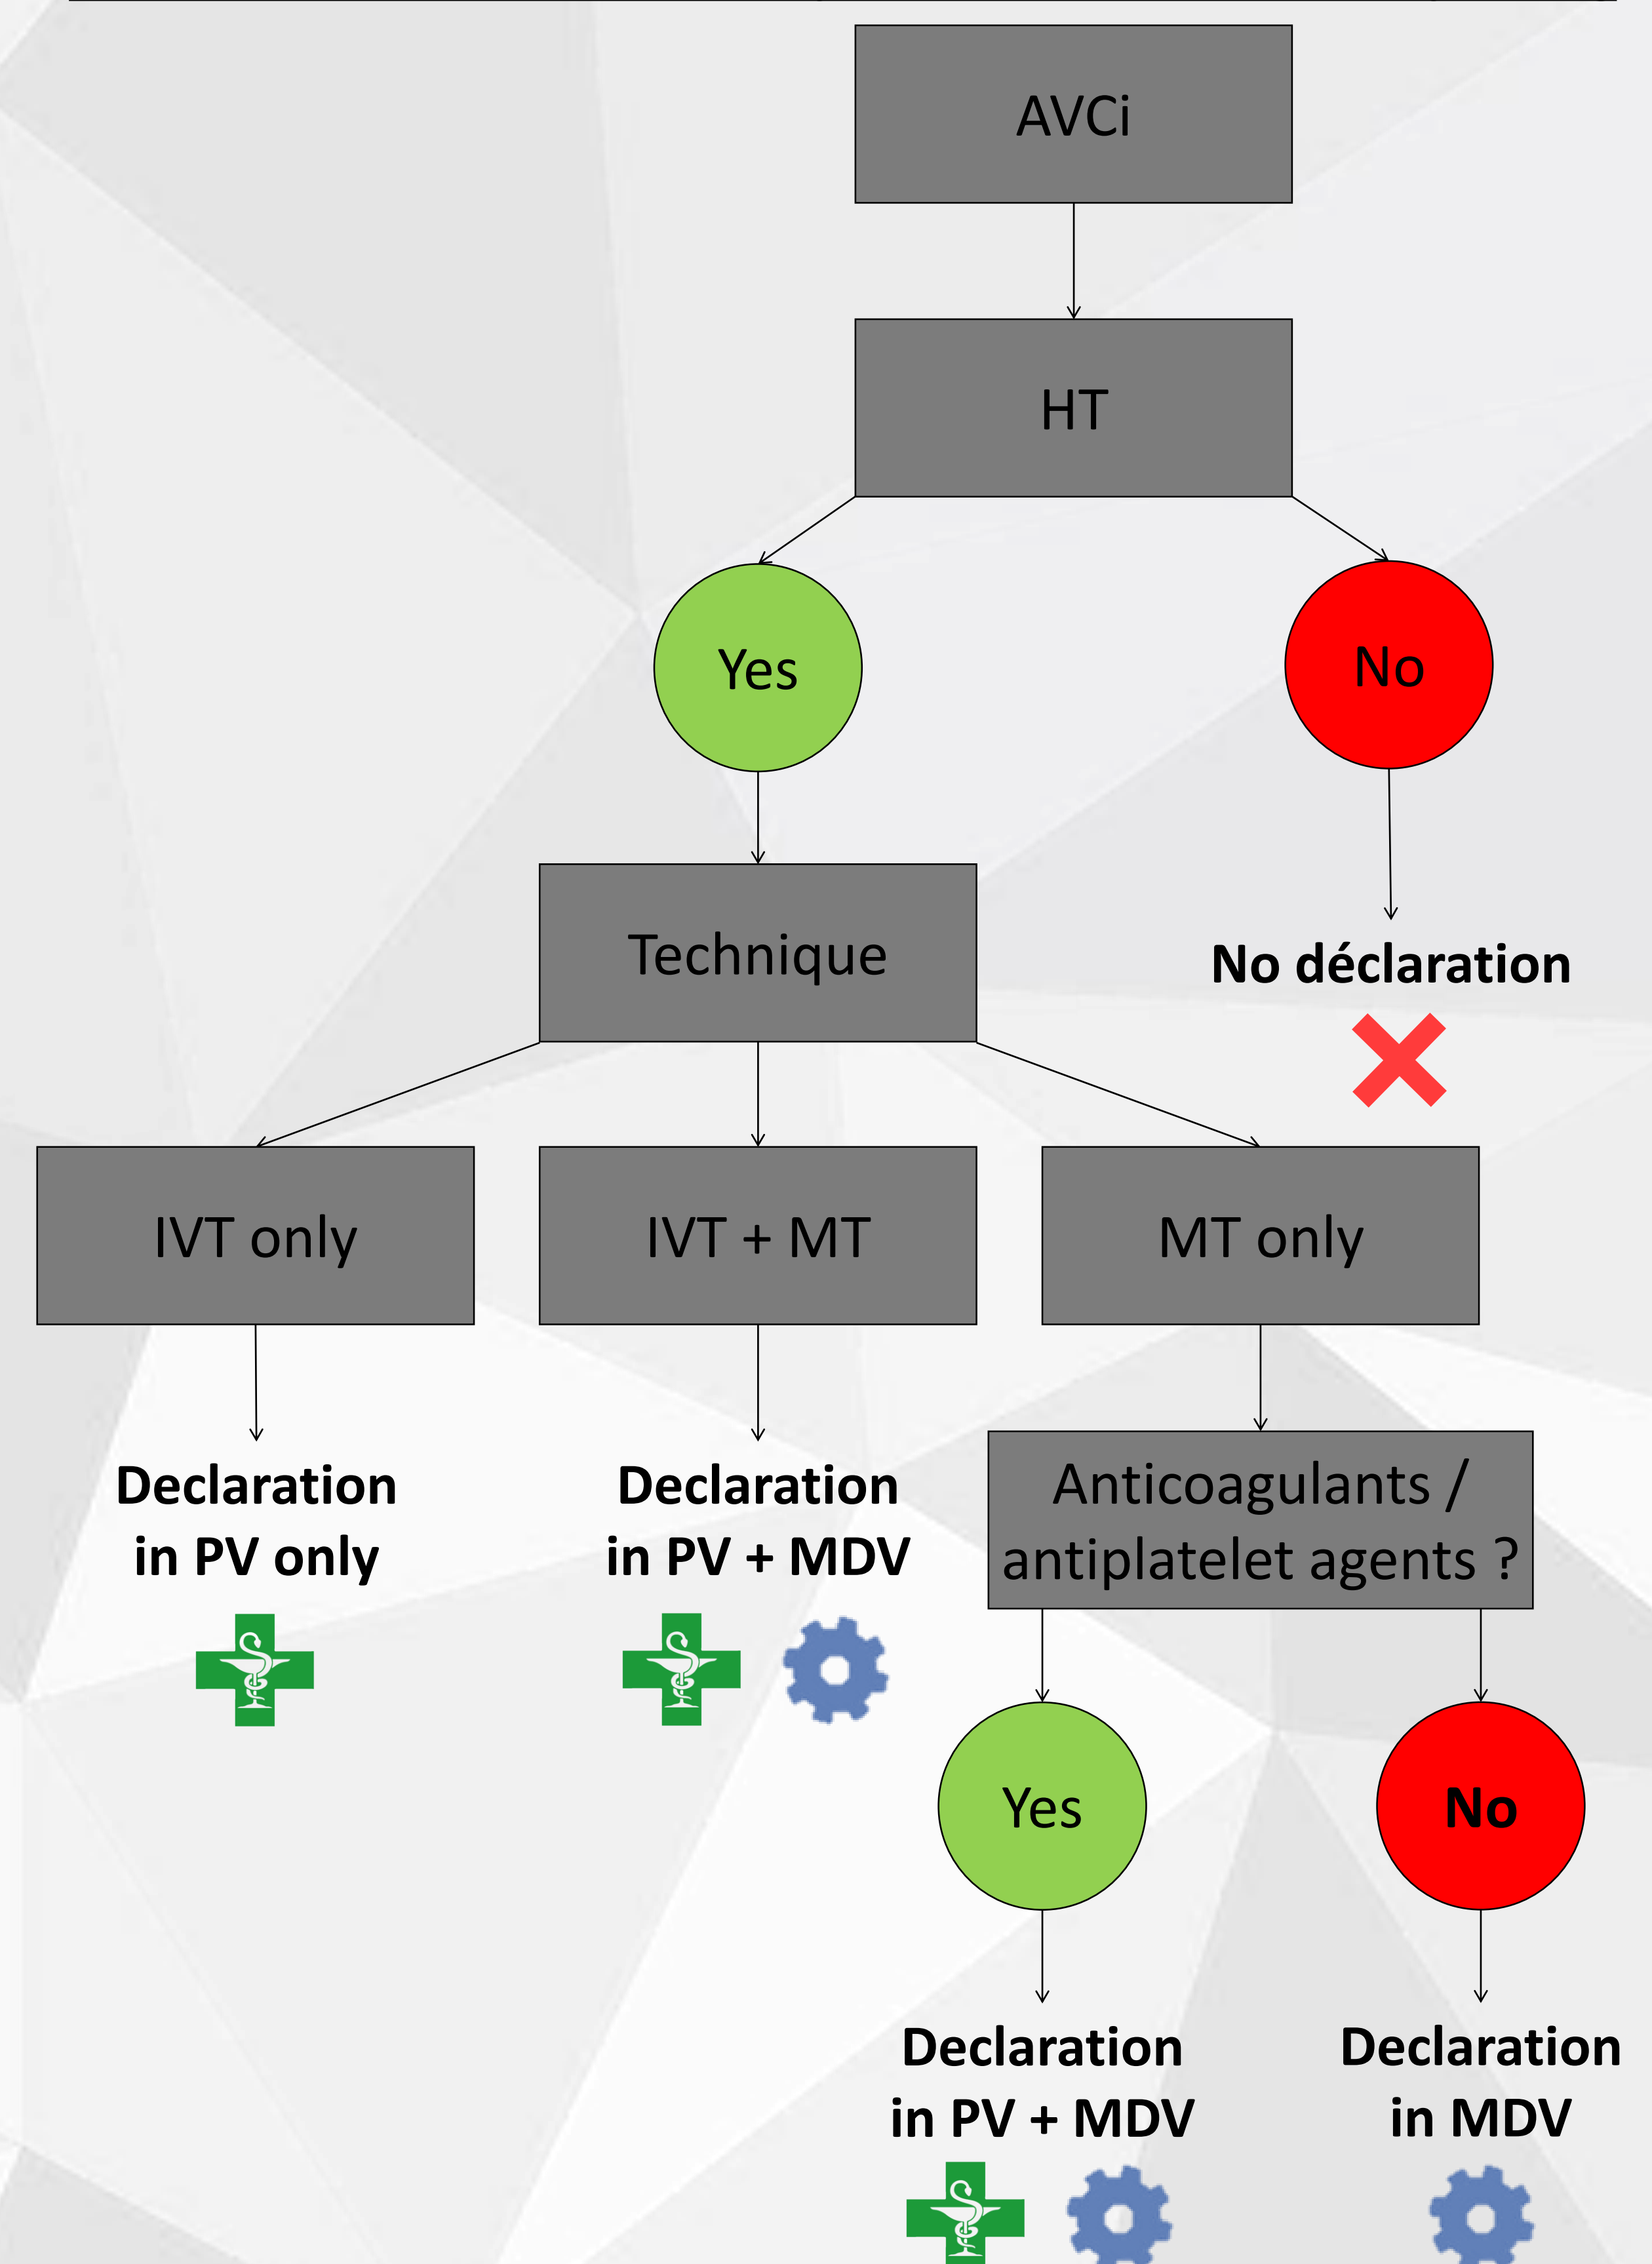 AVCi
HT
Yes
No
Technique
No déclaration
IVT only
IVT + MT
MT only
Declaration
in PV only
Declaration
in PV + MDV
Anticoagulants /
antiplatelet agents ?
Yes
No
Declaration
in PV + MDV
Declaration
in MDV